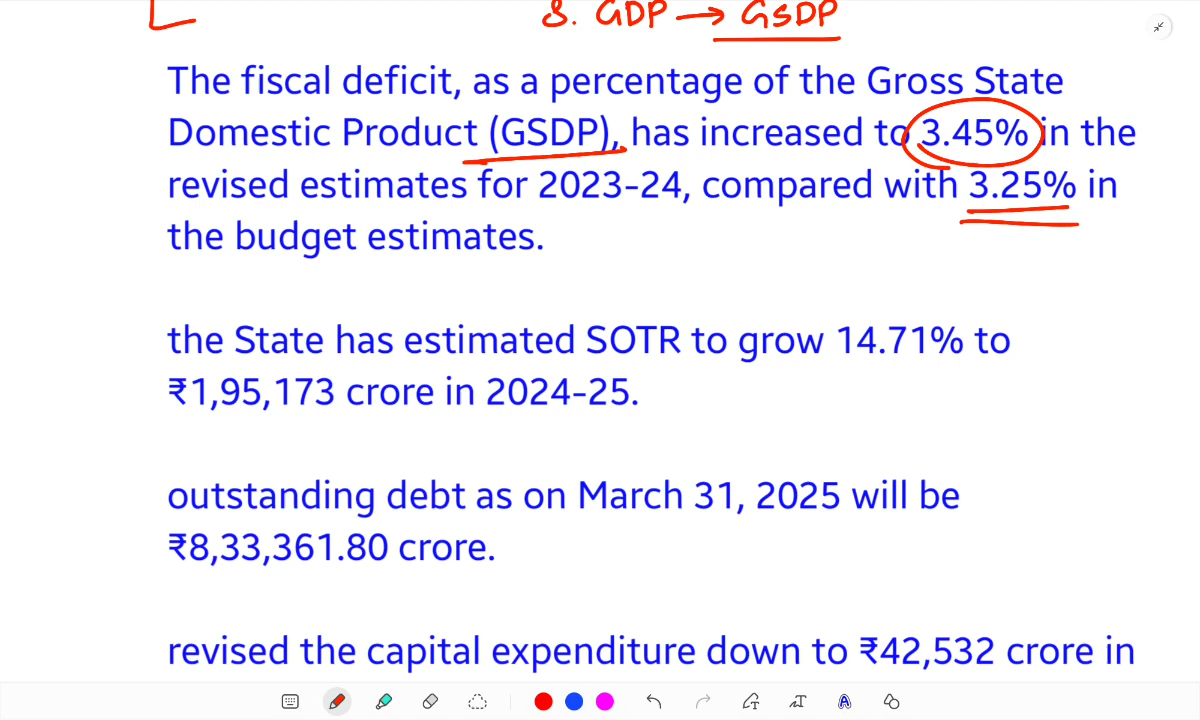 8. GDP → GSDP
The fiscal deficit, as a percentage of the Gross State
Domestic Product (GSDP), has increased to 3.45% in the
revised estimates for 2023-24, compared with 3.25% in
the budget estimates.
the State has estimated SOTR to grow 14.71% to
₹1,95,173 crore in 2024-25.
outstanding debt as on March 31, 2025 will be
₹8,33,361.80 crore.
revised the capital expenditure down to ₹42,532 crore in